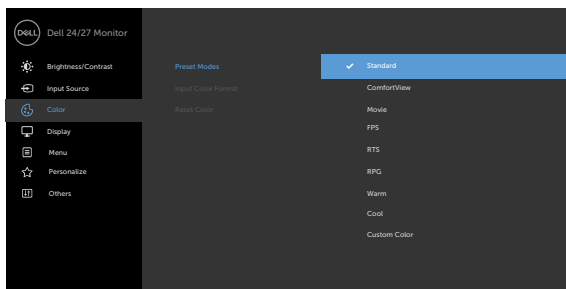 DELL Dell 24/27 Monitor
Brightness/Contrast
Input Source
Color
Display
Menu
Personalize
Others
Preset Modes
Input Color Format
Reset Color
Standard
ComfortView
Movie
FPS
RTS
RPG
Warm
Cool
Custom Color